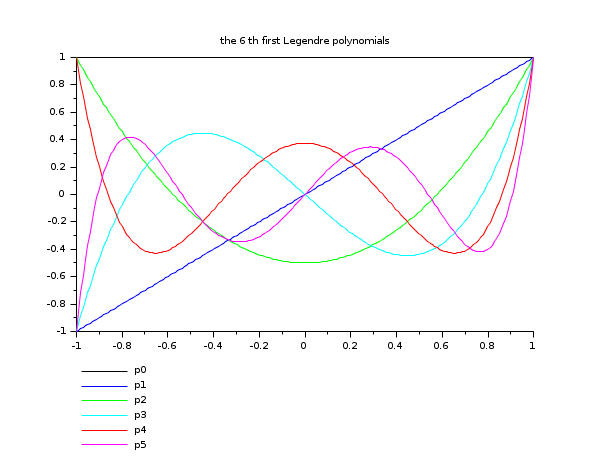 the 6 th first Legendre polynomials
1
0.8
0.6
0.4
0.2
0
-0.2
-0.4
-0.6
-0.8
-1
-1 -0.8 -0.6 -0.4 -0.2 0 0.2 0.4 0.6 0.8 1
p0
p1
p2
p3
p4
p5